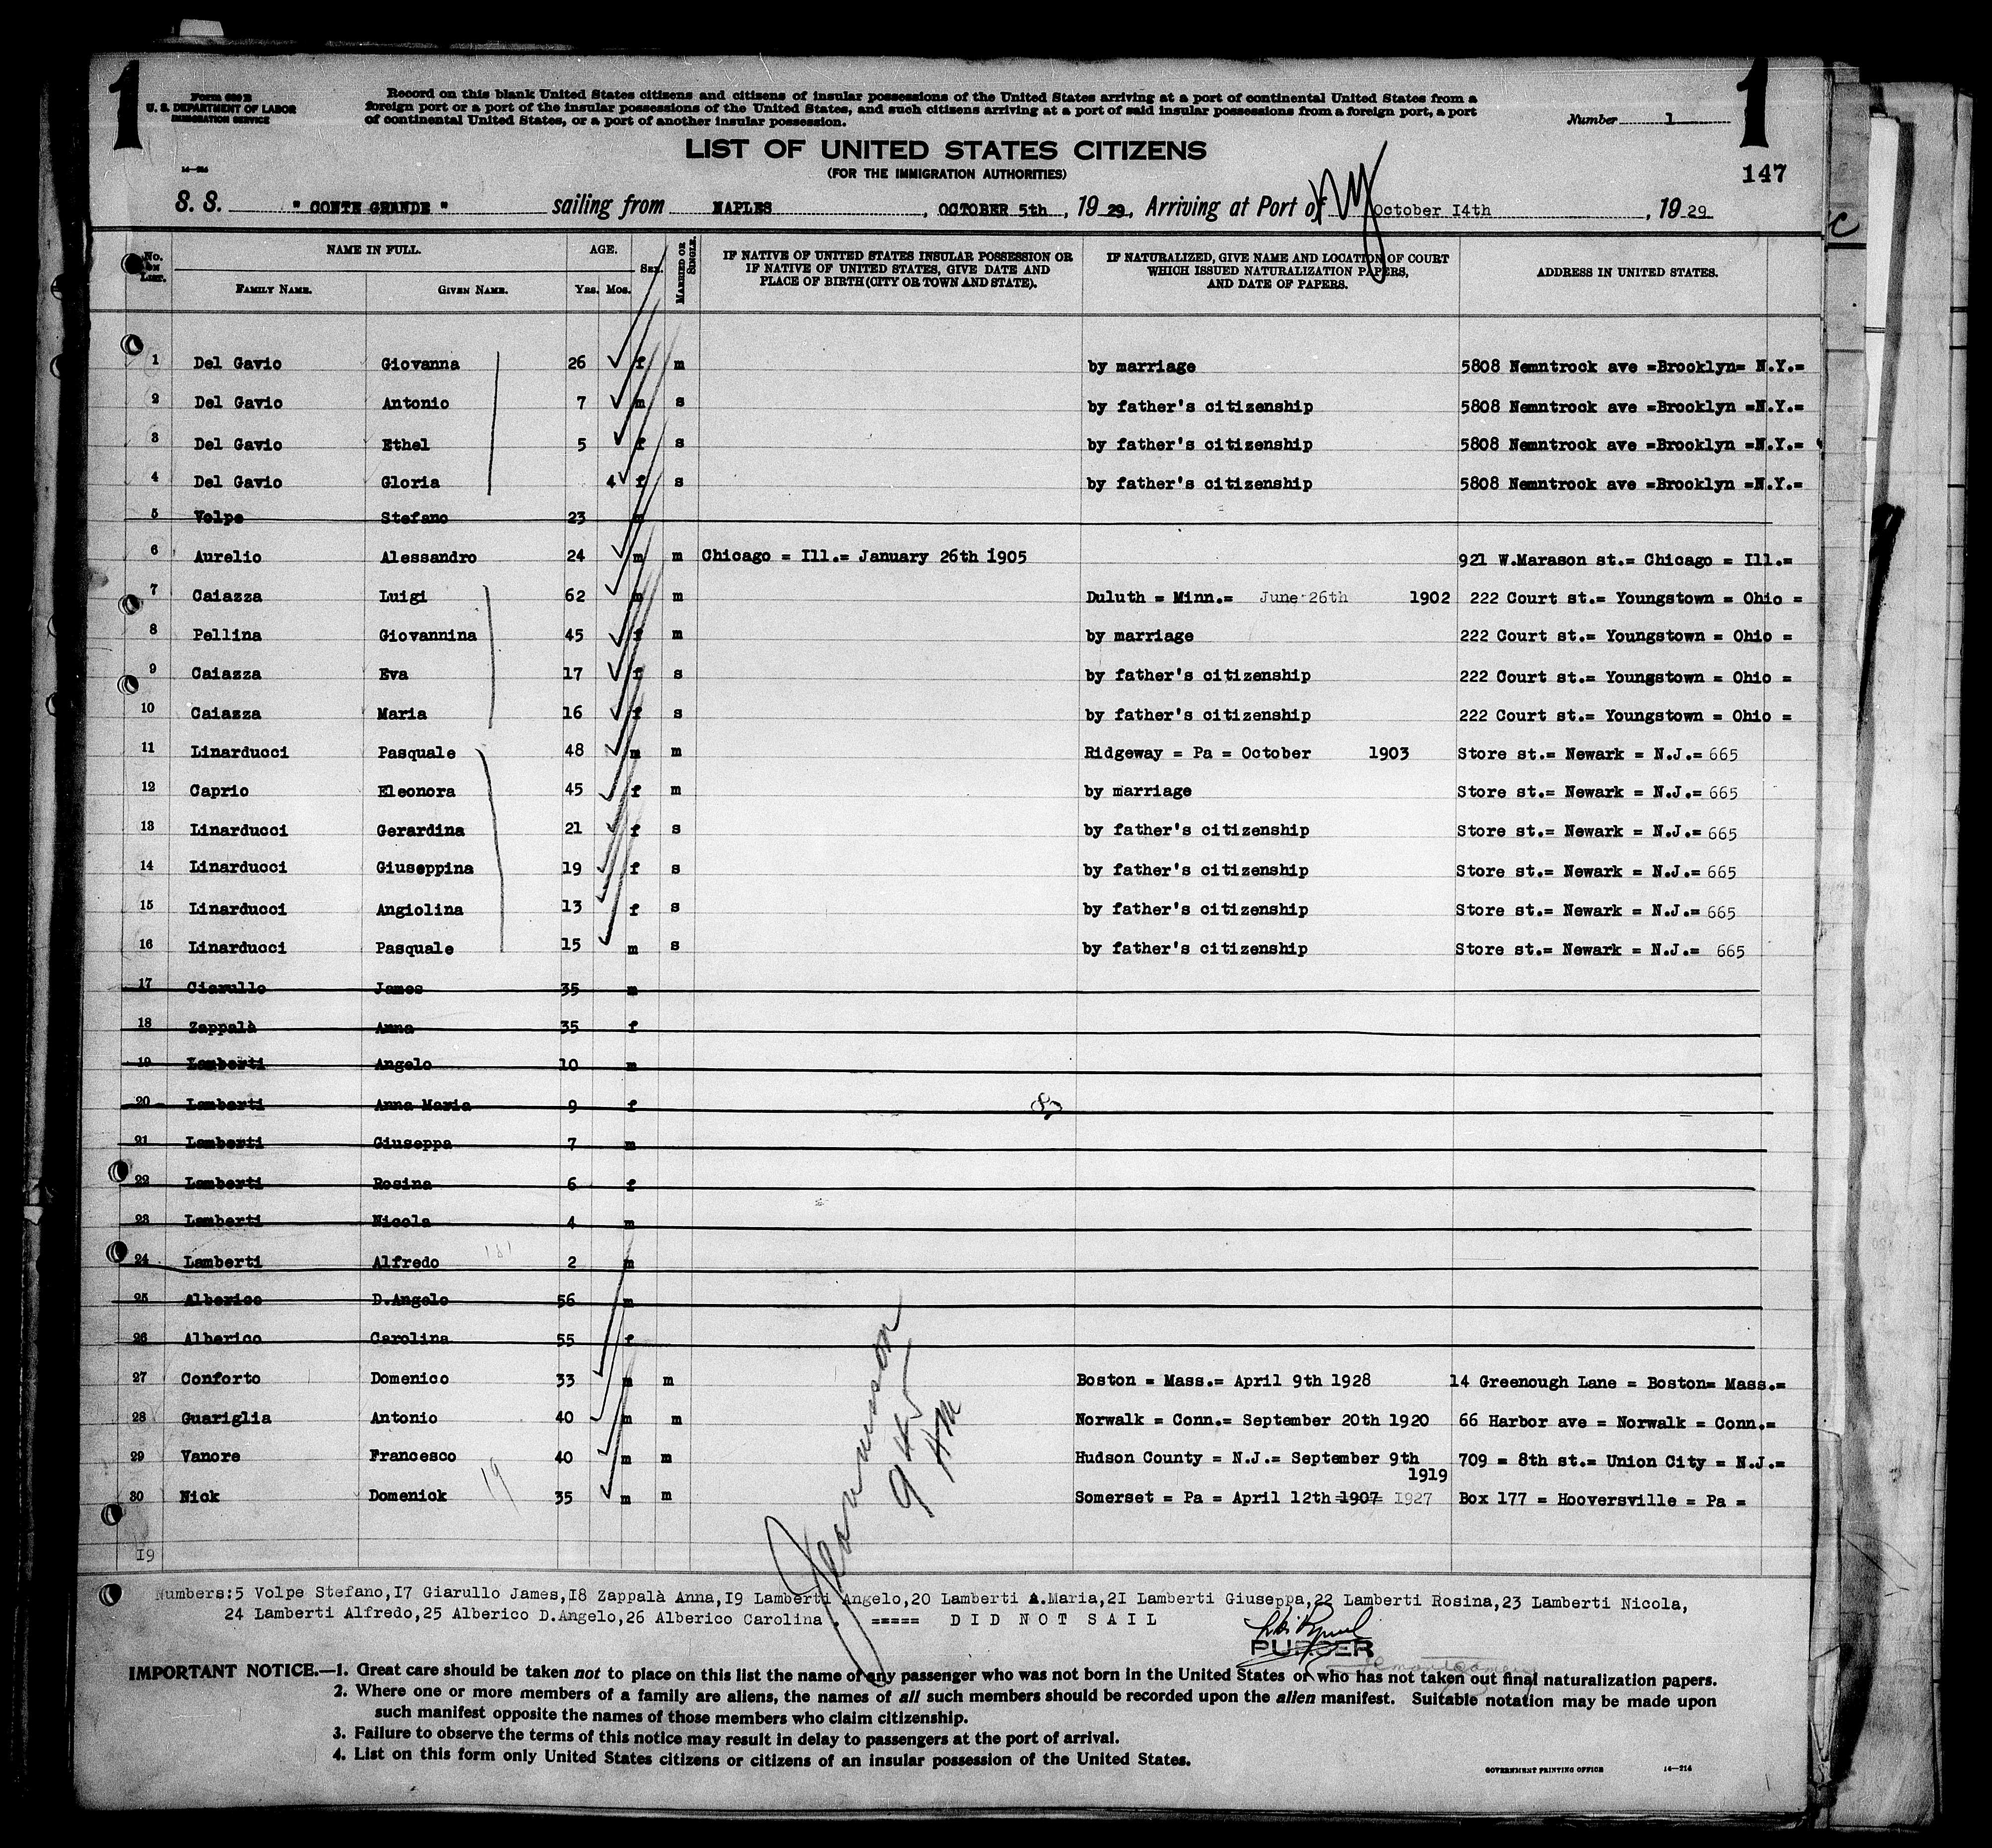 1 1
Form 630 B
U. S. DEPARTMENT OF LABOR
IMMIGRATION SERVICE
Record on this blank United States citizens and citizens of insular possessions of the United States arriving at a port of continental United States from a
foreign port or a port of the insular possessions of the United States, and such citizens arriving at a port of said insular possessions from a foreign port, a port
of continental United States, or a port of another insular possession.
Number 1
LIST OF UNITED STATES CITIZENS
(FOR THE IMMIGRATION AUTHORITIES)
147
S. S. " CONTE GRANDE " sailing from NAPLES, OCTOBER 5th, 19 29, Arriving at Port of NY October I4th, 19 29
No. ON LIST. NAME IN FULL. AGE. SEX. MARRIED OR SINGLE. IF NATIVE OF UNITED STATES INSULAR POSSESSION OR IF NATIVE OF UNITED STATES, GIVE DATE AND PLACE OF BIRTH (CITY OR TOWN AND STATE). IF NATURALIZED, GIVE NAME AND LOCATION OF COURT WHICH ISSUED NATURALIZATION PAPERS, AND DATE OF PAPERS. ADDRESS IN UNITED STATES.
FAMILY NAME. GIVEN NAME. YRS. MOS.
1 Del Gavio Giovanna 26 f m by marriage 5808 Nemntrock ave =Brooklyn= N.Y.=
2 Del Gavio Antonio 7 m s by father's citizenship 5808 Nemntrock ave =Brooklyn =N.Y.=
3 Del Gavio Ethel 5 f s by father's citizenship 5808 Nemntrock ave =Brooklyn =N.Y.=
4 Del Gavio Gloria 4 f s by father's citizenship 5808 Nemntrock ave =Brooklyn =N.Y.=
5 Volpe Stefano 23 m
6 Aurelio Alessandro 24 m m Chicago = Ill.= January 26th 1905 921 W.Marason st.= Chicago = Ill.=
7 Caiazza Luigi 62 m m Duluth = Minn.= June 26th 1902 222 Court st.= Youngstown = Ohio =
8 Pellina Giovannina 45 f m by marriage 222 Court st.= Youngstown = Ohio =
9 Caiazza Eva 17 f s by father's citizenship 222 Court st.= Youngstown = Ohio =
10 Caiazza Maria 16 f s by father's citizenship 222 Court st.= Youngstown = Ohio =
11 Linarducci Pasquale 48 m m Ridgeway = Pa = October 1903 Store st.= Newark = N.J.= 665
12 Caprio Eleonora 45 f m by marriage Store st.= Newark = N.J.= 665
13 Linarducci Gerardina 21 f s by father's citizenship Store st.= Newark = N.J.= 665
14 Linarducci Giuseppina 19 f s by father's citizenship Store st.= Newark = N.J.= 665
15 Linarducci Angiolina 13 f s by father's citizenship Store st.= Newark = N.J.= 665
16 Linarducci Pasquale 15 m s by father's citizenship Store st.= Newark = N.J.= 665
17 Ciarullo James 35 m
18 Zappalà Anna 35 f
19 Lamberti Angelo 10 m
20 Lamberti Anna Maria 9 f
21 Lamberti Giuseppa 7 m
22 Lamberti Rosina 6 f
23 Lamberti Nicola 4 m
24 Lamberti Alfredo 2 m
25 Alberico D.Angelo 56 m
26 Alberico Carolina 55 f
27 Conforto Domenico 33 m m Boston = Mass.= April 9th 1928 14 Greenough Lane = Boston= Mass.=
28 Guariglia Antonio 40 m m Norwalk = Conn.= September 20th 1920 66 Harbor ave = Norwalk = Conn.=
29 Vanore Francesco 40 m m Hudson County = N.J.= September 9th 1919 709 = 8th st.= Union City = N.J.=
30 Nick Domenick 35 m m Somerset = Pa = April 12th =1907= I927 Box 177 = Hooversville = Pa =
I9
Numbers:5 Volpe Stefano,I7 Giarullo James,I8 Zappalà Anna,I9 Lamberti Angelo,20 Lamberti A.Maria,2I Lamberti Giuseppa,22 Lamberti Rosina,23 Lamberti Nicola,
24 Lamberti Alfredo,25 Alberico D.Angelo,26 Alberico Carolina. ===== DID NOT SAIL
PURSER
IMPORTANT NOTICE.—1. Great care should be taken not to place on this list the name of any passenger who was not born in the United States or who has not taken out final naturalization papers.
2. Where one or more members of a family are aliens, the names of all such members should be recorded upon the alien manifest. Suitable notation may be made upon
such manifest opposite the names of those members who claim citizenship.
3. Failure to observe the terms of this notice may result in delay to passengers at the port of arrival.
4. List on this form only United States citizens or citizens of an insular possession of the United States.
GOVERNMENT PRINTING OFFICE 14—214